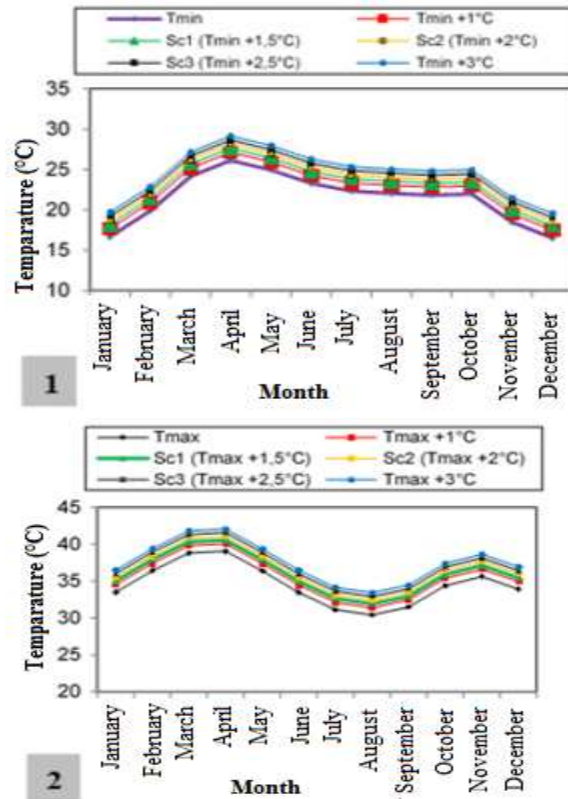 Tmin Tmin +1°C
Sc1 (Tmin +1,5°C) Sc2 (Tmin +2°C)
Sc3 (Tmin +2,5°C) Tmin +3°C
35
30
25
20
15
10
Temparature (°C)
January
February
March
April
May
June
July
August
September
October
November
December
Month
1
Tmax Tmax +1°C
Sc1 (Tmax +1,5°C) Sc2 (Tmax +2°C)
Sc3 (Tmax +2,5°C) Tmax +3°C
45
40
35
30
25
20
Temparature (°C)
January
February
March
April
May
June
July
August
September
October
November
December
Month
2